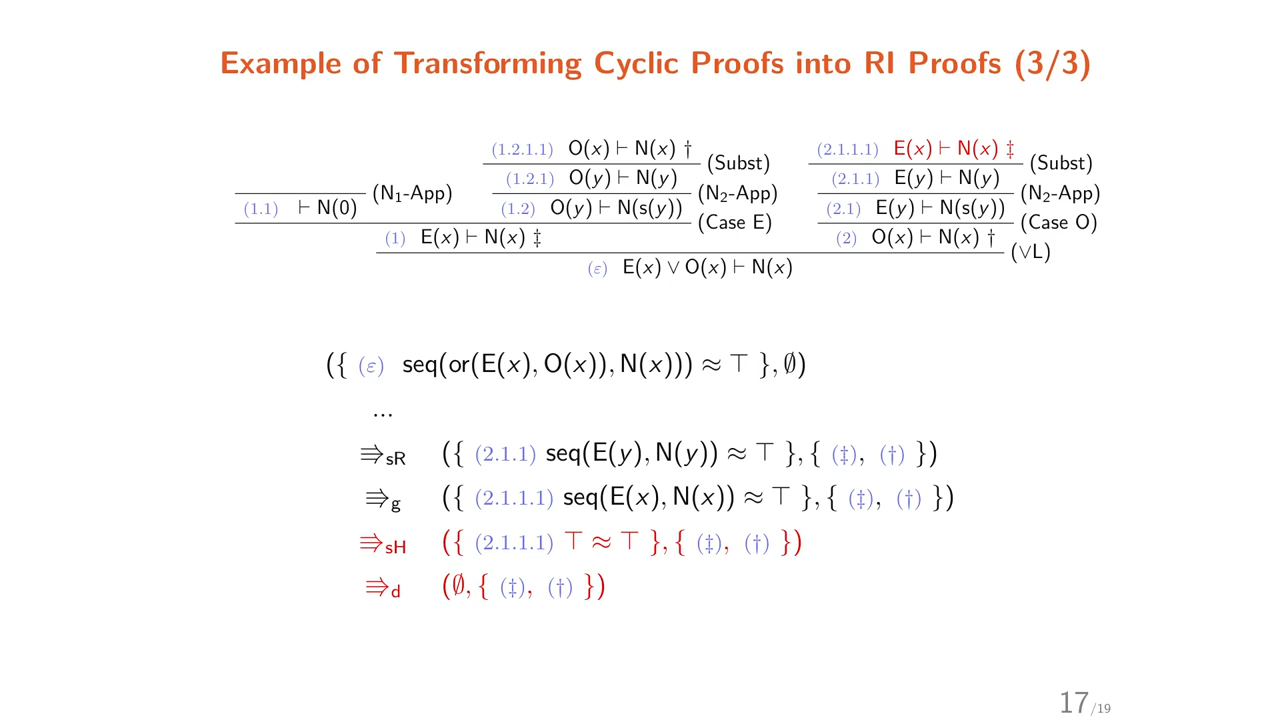 Example of Transforming Cyclic Proofs into RI Proofs (3/3)
(1.2.1.1) O(x) ⊢ N(x) † (Subst) (2.1.1.1) E(x) ⊢ N(x) ‡ (Subst)
(N₁-App) (1.2.1) O(y) ⊢ N(y) (N₂-App) (2.1.1) E(y) ⊢ N(y) (N₂-App)
(1.1) ⊢ N(0) (1.2) O(y) ⊢ N(s(y)) (Case E) (2.1) E(y) ⊢ N(s(y)) (Case O)
(1) E(x) ⊢ N(x) ‡ (2) O(x) ⊢ N(x) † (∨L)
(ε) E(x) ∨ O(x) ⊢ N(x)
({ (ε) seq(or(E(x), O(x)), N(x))) ≈ ⊤ }, ∅)
...
⇛sR ({ (2.1.1) seq(E(y), N(y)) ≈ ⊤ }, { (‡), (†) })
⇛g ({ (2.1.1.1) seq(E(x), N(x)) ≈ ⊤ }, { (‡), (†) })
⇛sH ({ (2.1.1.1) ⊤ ≈ ⊤ }, { (‡), (†) })
⇛d (∅, { (‡), (†) })
17/19